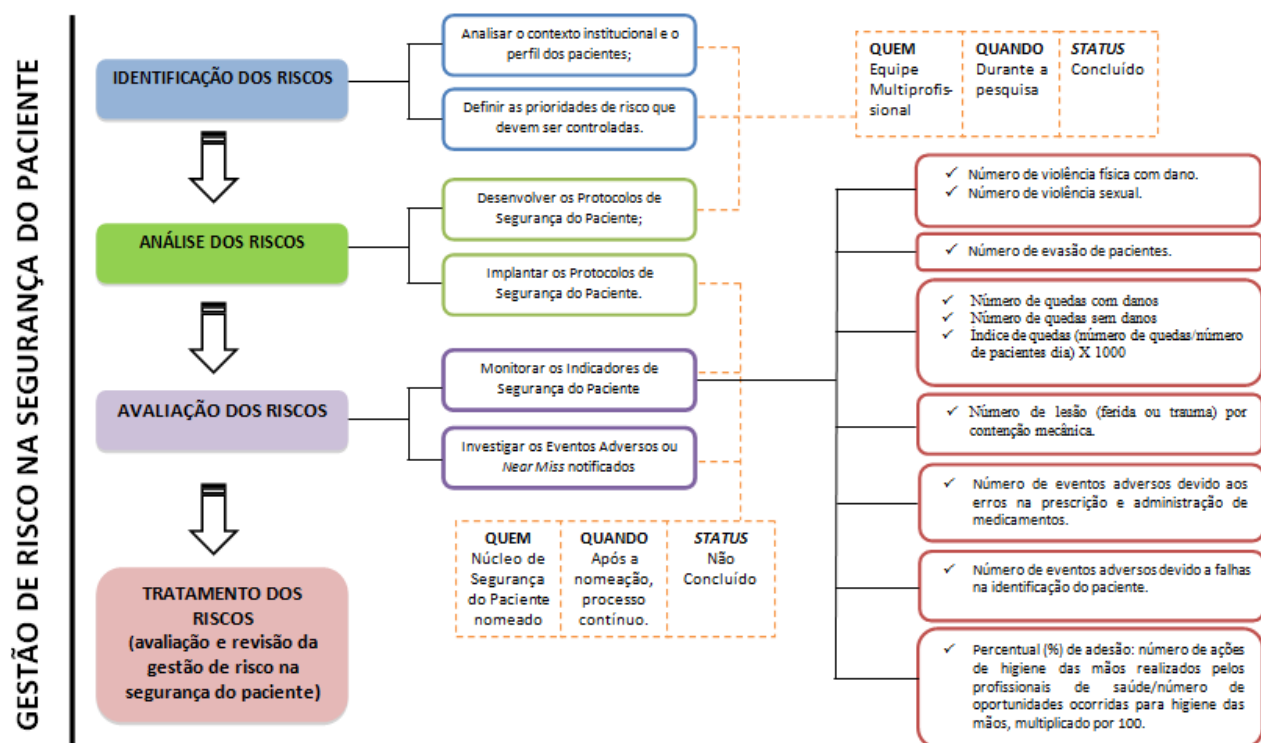 GESTÃO DE RISCO NA SEGURANÇA DO PACIENTE
IDENTIFICAÇÃO DOS RISCOS
Analisar o contexto institucional e o
perfil dos pacientes;
Definir as prioridades de risco que
devem ser controladas.
QUEM
Equipe
Multiprofis-
sional
QUANDO
Durante a
pesquisa
STATUS
Concluído
ANÁLISE DOS RISCOS
Desenvolver os Protocolos de
Segurança do Paciente;
Implantar os Protocolos de
Segurança do Paciente.
AVALIAÇÃO DOS RISCOS
Monitorar os Indicadores de
Segurança do Paciente
Investigar os Eventos Adversos ou
Near Miss notificados
✓ Número de violência física com dano.
✓ Número de violência sexual.
✓ Número de evasão de pacientes.
✓ Número de quedas com danos
✓ Número de quedas sem danos
✓ Índice de quedas (número de quedas/número
de pacientes dia) X 1000
✓ Número de lesão (ferida ou trauma) por
contenção mecânica.
✓ Número de eventos adversos devido aos
erros na prescrição e administração de
medicamentos.
✓ Número de eventos adversos devido a falhas
na identificação do paciente.
✓ Percentual (%) de adesão: número de ações
de higiene das mãos realizados pelos
profissionais de saúde/número de
oportunidades ocorridas para higiene das
mãos, multiplicado por 100.
QUEM
Núcleo de
Segurança
do Paciente
nomeado
QUANDO
Após a
nomeação,
processo
contínuo.
STATUS
Não
Concluído
TRATAMENTO DOS
RISCOS
(avaliação e revisão da
gestão de risco na
segurança do paciente)